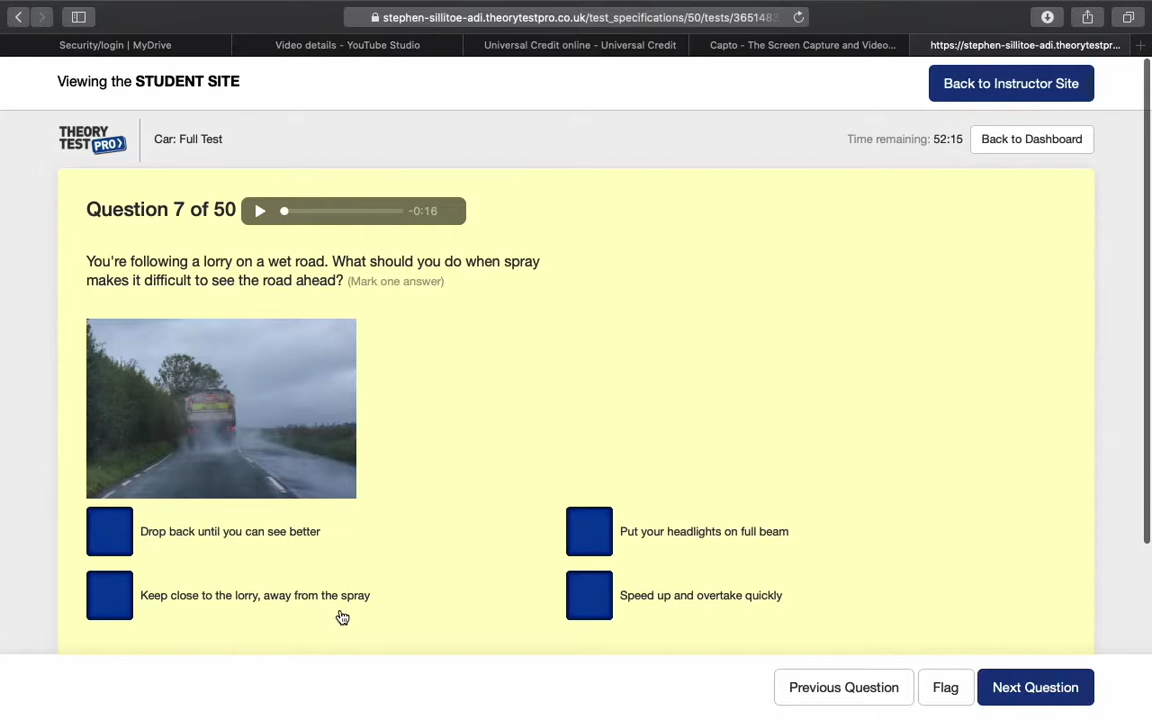 stephen-sillitoe-adi.theorytestpro.co.uk/test_specifications/50/tests/3651483
Security/login | MyDrive
Video details - YouTube Studio
Universal Credit online - Universal Credit
Capto - The Screen Capture and Video...
https://stephen-sillitoe-adi.theorytestpr...
Viewing the STUDENT SITE
Back to Instructor Site
THEORY TEST PRO
Car: Full Test
Time remaining: 52:15
Back to Dashboard
Question 7 of 50
-0:16
You're following a lorry on a wet road. What should you do when spray
makes it difficult to see the road ahead? (Mark one answer)
Drop back until you can see better
Put your headlights on full beam
Keep close to the lorry, away from the spray
Speed up and overtake quickly
Previous Question
Flag
Next Question